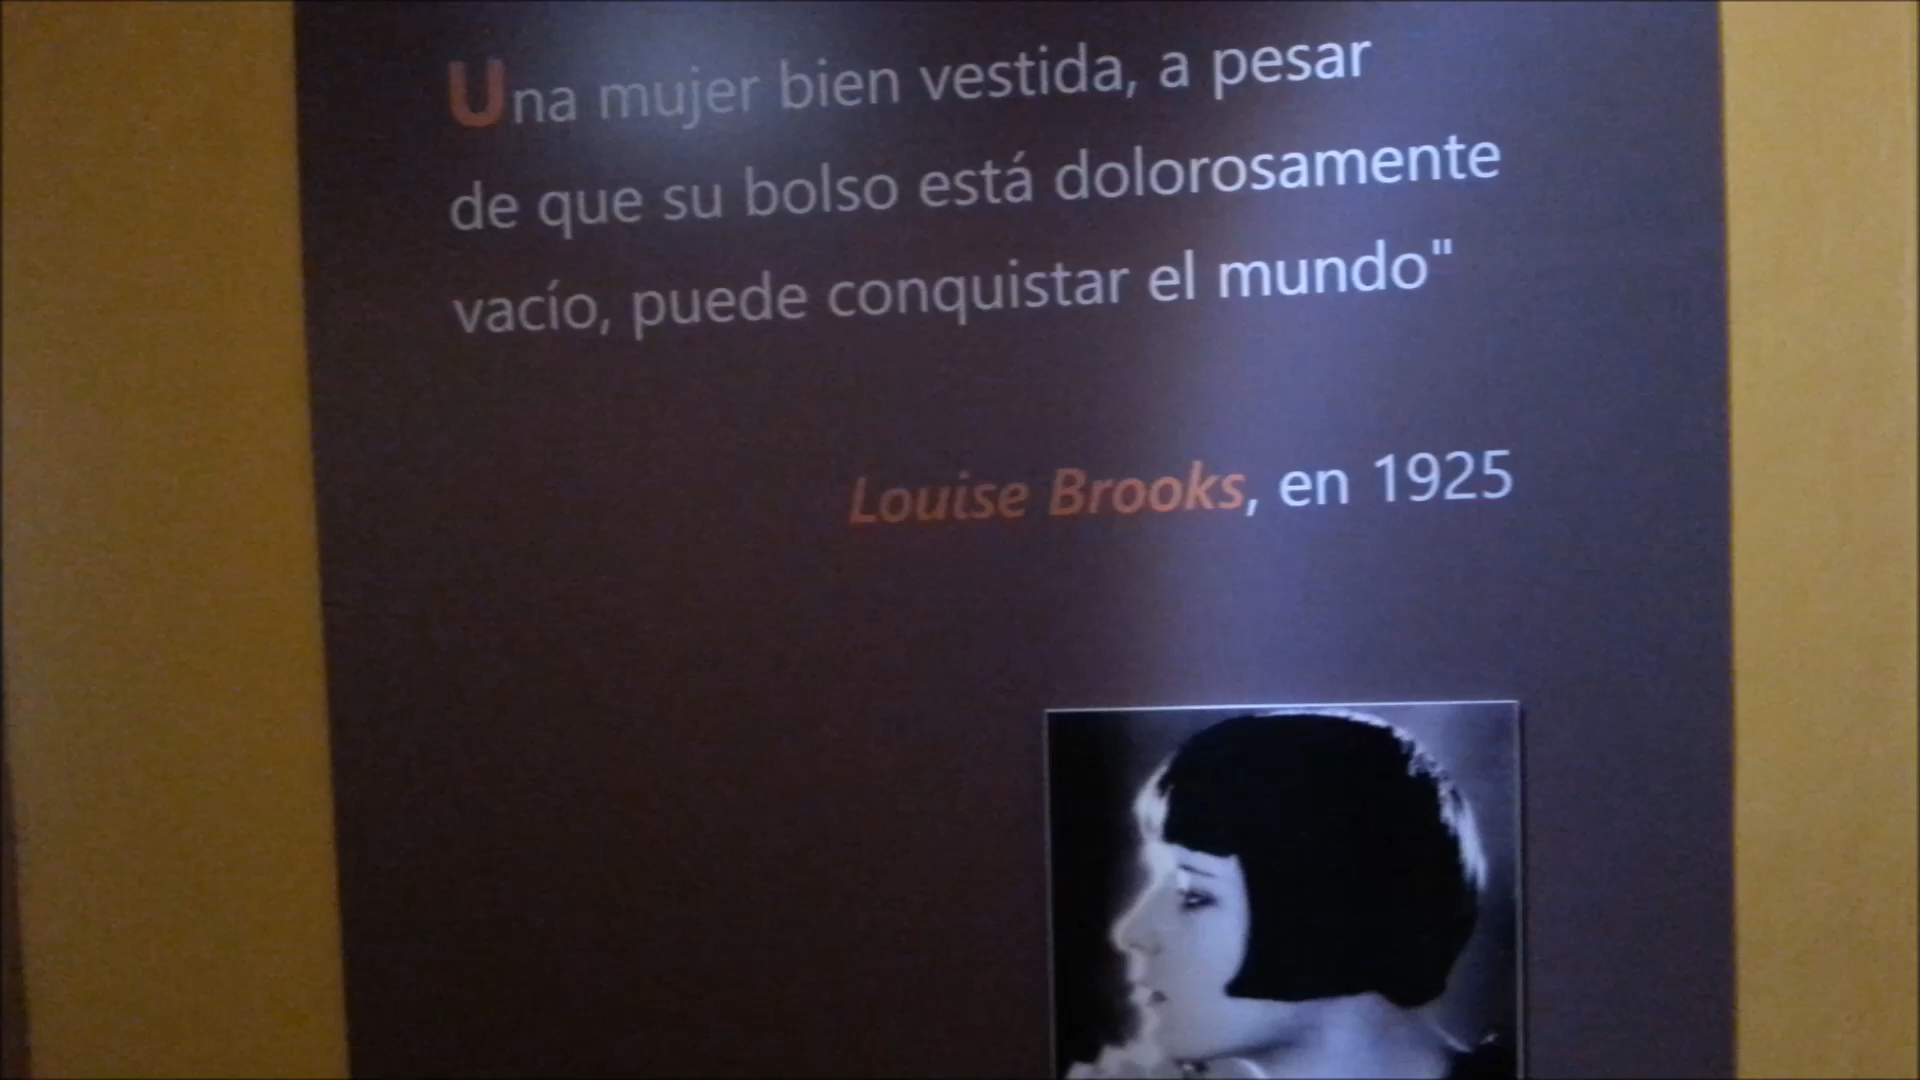 Una mujer bien vestida, a pesar
de que su bolso está dolorosamente
vacío, puede conquistar el mundo"
Louise Brooks, en 1925